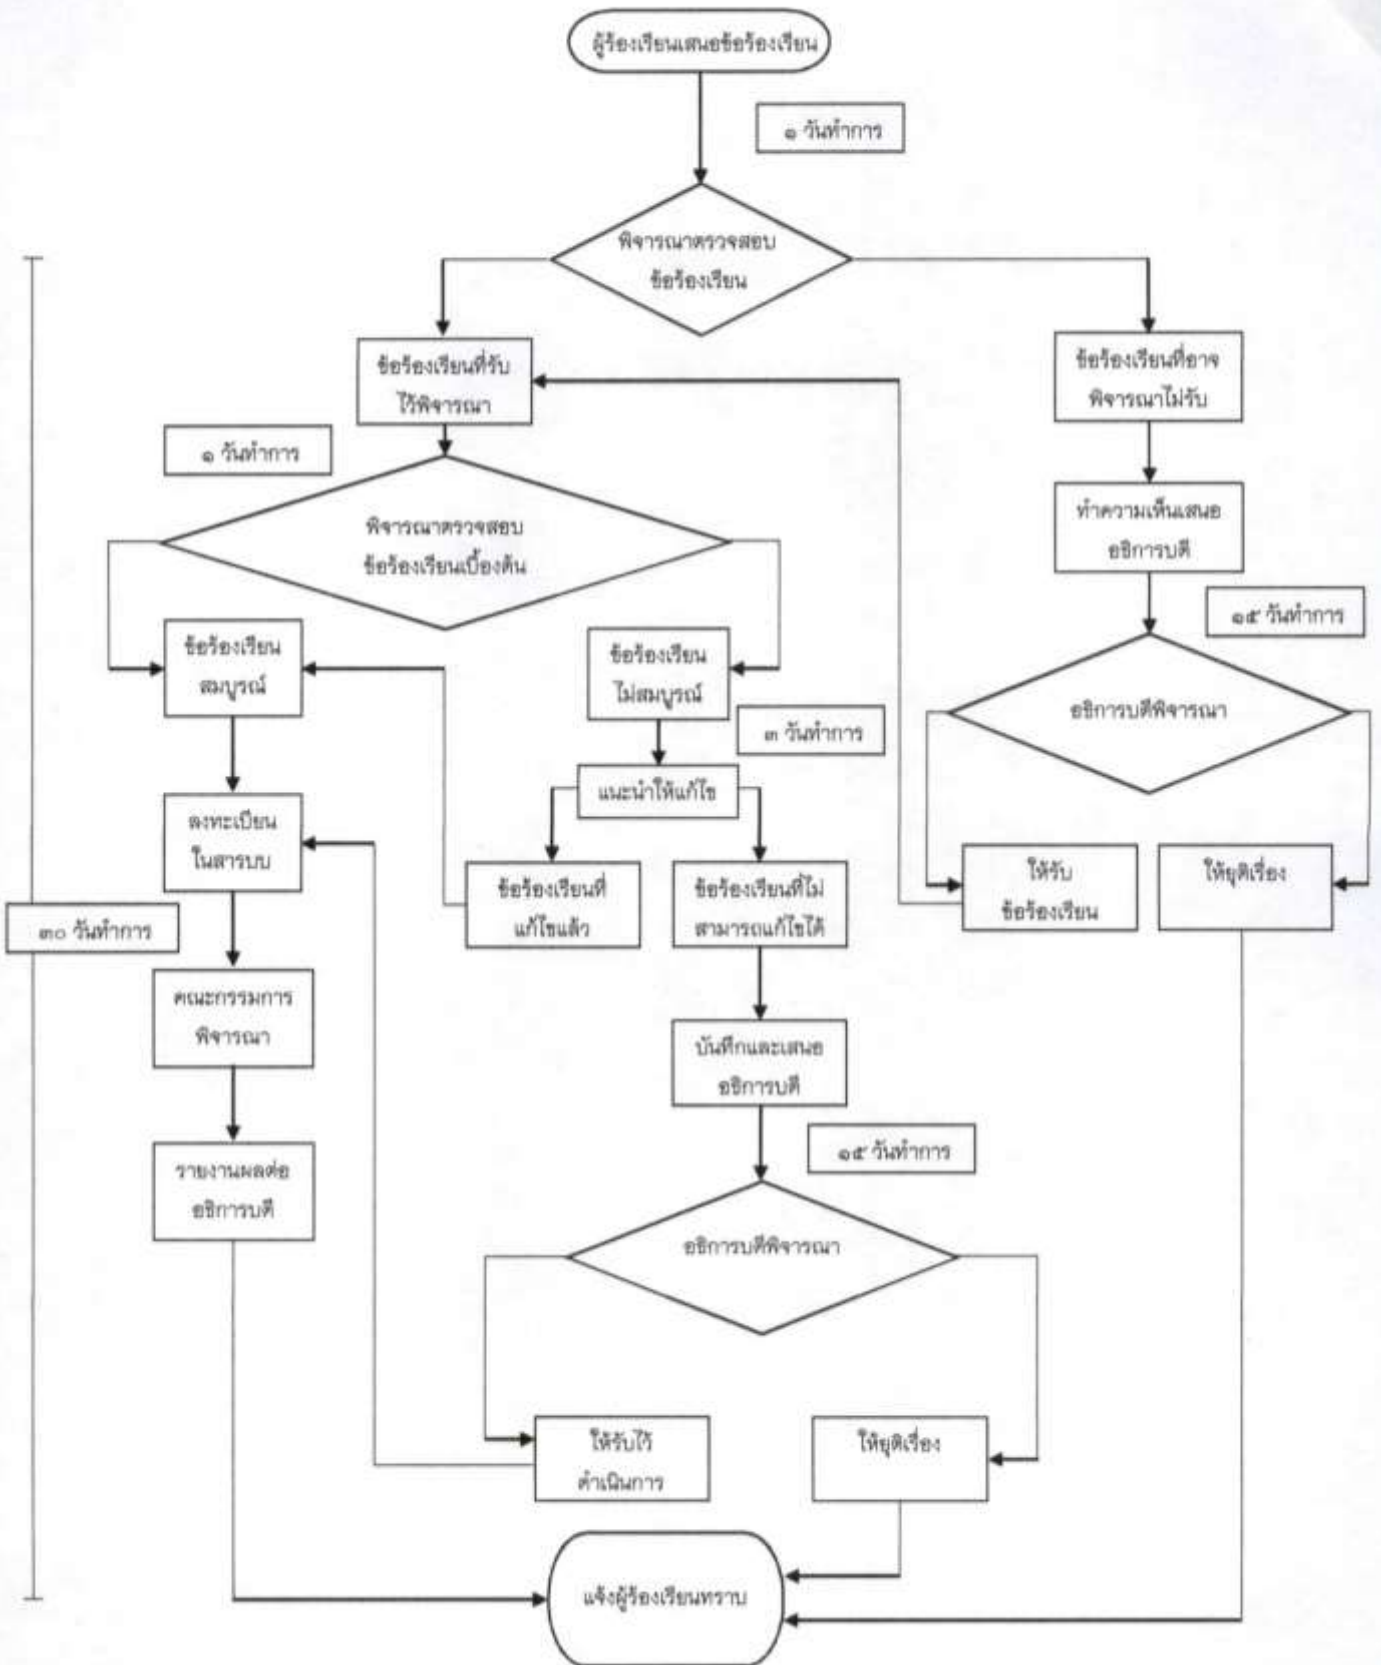 ผู้ร้องเรียนเสนอข้อร้องเรียน
๑ วันทำการ
พิจารณาตรวจสอบ
ข้อร้องเรียน
ข้อร้องเรียนที่รับ
ไว้พิจารณา
ข้อร้องเรียนที่อาจ
พิจารณาไม่รับ
๑ วันทำการ
พิจารณาตรวจสอบ
ข้อร้องเรียนเบื้องต้น
ทำความเห็นเสนอ
อธิการบดี
๑๕ วันทำการ
ข้อร้องเรียน
สมบูรณ์
ข้อร้องเรียน
ไม่สมบูรณ์
๓ วันทำการ
อธิการบดีพิจารณา
แนะนำให้แก้ไข
ลงทะเบียน
ในสารบบ
ข้อร้องเรียนที่
แก้ไขแล้ว
ข้อร้องเรียนที่ไม่
สามารถแก้ไขได้
ให้รับ
ข้อร้องเรียน
ให้ยุติเรื่อง
๓๐ วันทำการ
คณะกรรมการ
พิจารณา
บันทึกและเสนอ
อธิการบดี
๑๕ วันทำการ
รายงานผลต่อ
อธิการบดี
อธิการบดีพิจารณา
ให้รับไว้
ดำเนินการ
ให้ยุติเรื่อง
แจ้งผู้ร้องเรียนทราบ